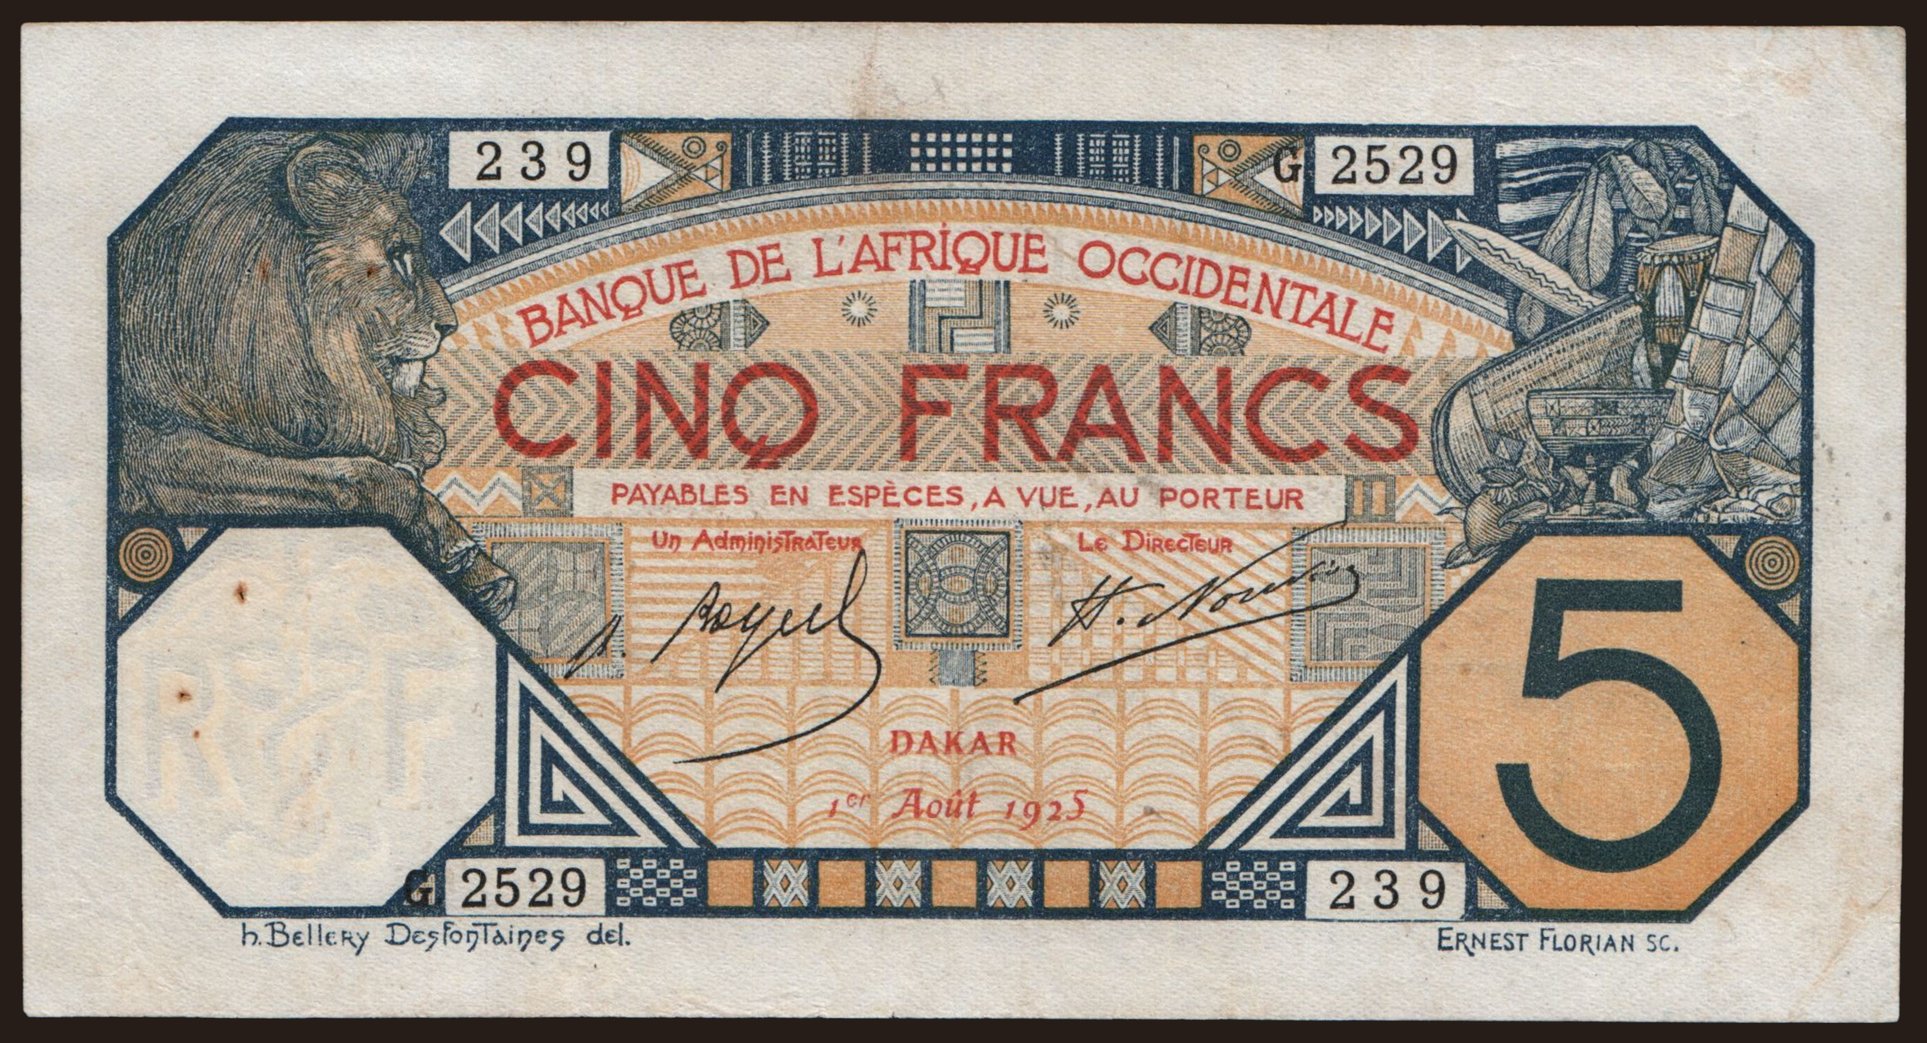 239
G. 2529
BANQUE DE L'AFRIQUE OCCIDENTALE
CINQ FRANCS
PAYABLES EN ESPÈCES, A VUE, AU PORTEUR
Un Administrateur
Le Directeur
DAKAR
1er Août 1925
5
G. 2529
239
h. Bellery Desfontaines del.
ERNEST FLORIAN SC.